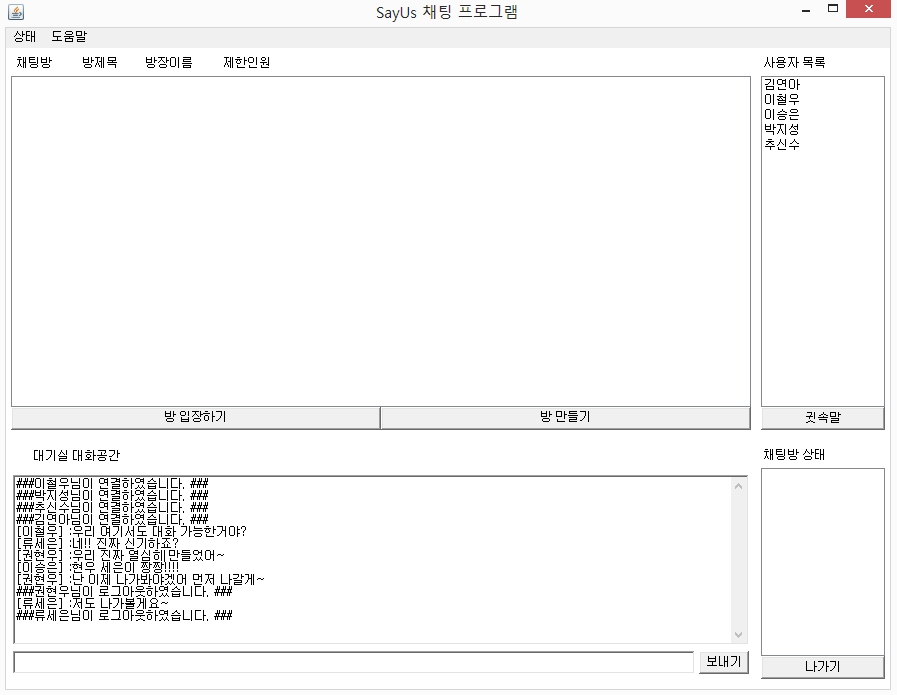 SayUs 채팅 프로그램
상태 도움말
채팅방 방제목 방장이름 제한인원
사용자 목록
김연아
이철우
이승은
박지성
추신수
방 입장하기 방 만들기 귓속말
대기실 대화공간
채팅방 상태
###이철우님이 연결하였습니다. ###
###박지성님이 연결하였습니다. ###
###추신수님이 연결하였습니다. ###
###김연아님이 연결하였습니다. ###
[이철우] :우리 여기서도 대화 가능한거야?
[류세은] :네!! 진짜 신기하죠?
[권현우] :우리 진짜 열심히 만들었어~
[이승은] :현우 세은이 짱짱!!!!
[권현우] :난 이제 나가봐야겠어 먼저 나갈게~
###권현우님이 로그아웃하였습니다. ###
[류세은] :저도 나가볼게요~
###류세은님이 로그아웃하였습니다. ###
보내기
나가기